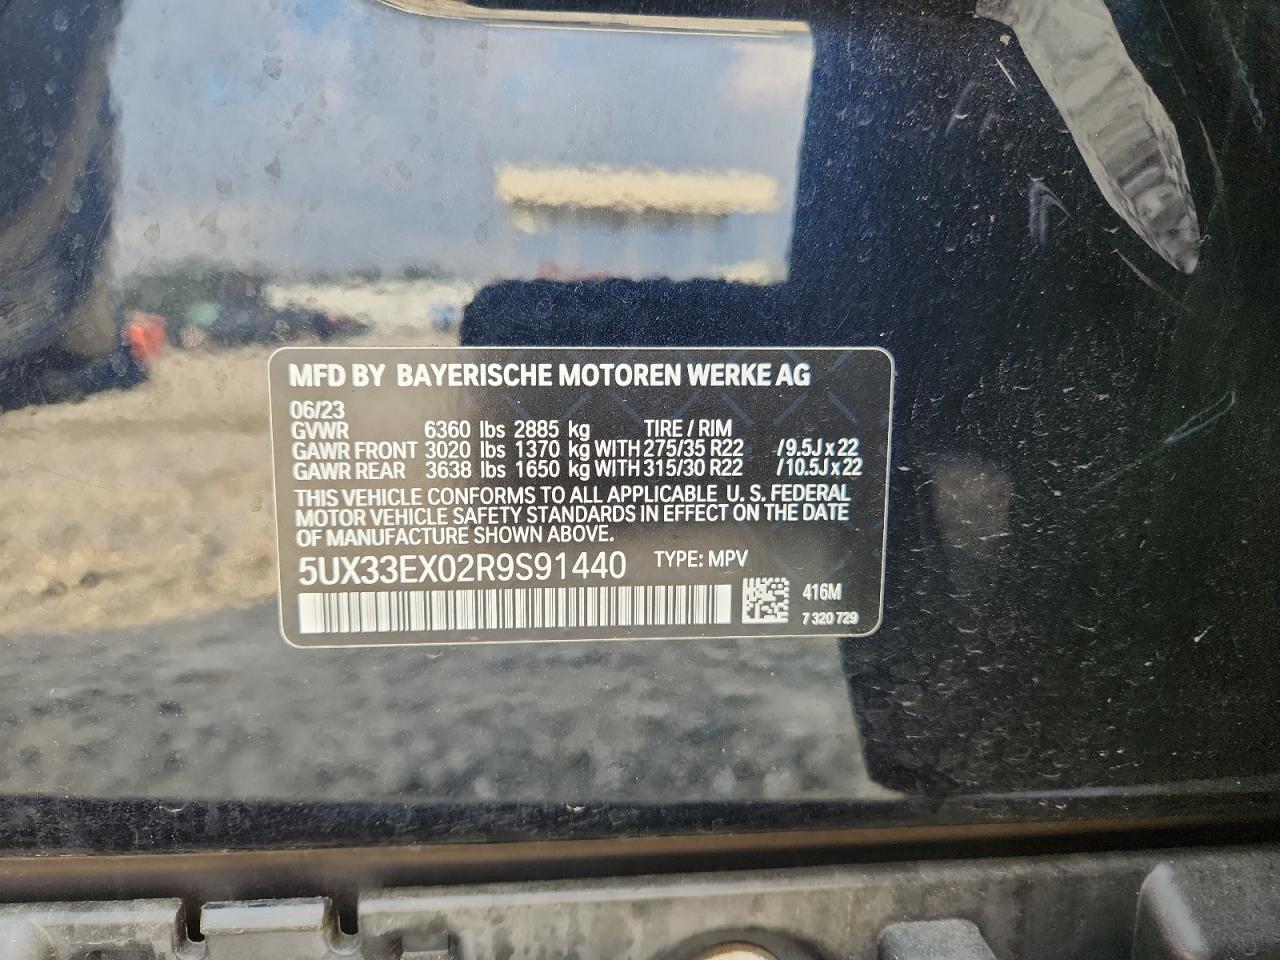 MFD BY BAYERISCHE MOTOREN WERKE AG
06/23
GVWR 6360 lbs 2885 kg TIRE / RIM
GAWR FRONT 3020 lbs 1370 kg WITH 275/35 R22 /9.5J x 22
GAWR REAR 3638 lbs 1650 kg WITH 315/30 R22 /10.5J x 22
THIS VEHICLE CONFORMS TO ALL APPLICABLE U. S. FEDERAL
MOTOR VEHICLE SAFETY STANDARDS IN EFFECT ON THE DATE
OF MANUFACTURE SHOWN ABOVE.
5UX33EX02R9S91440 TYPE: MPV
416M
7 320 729